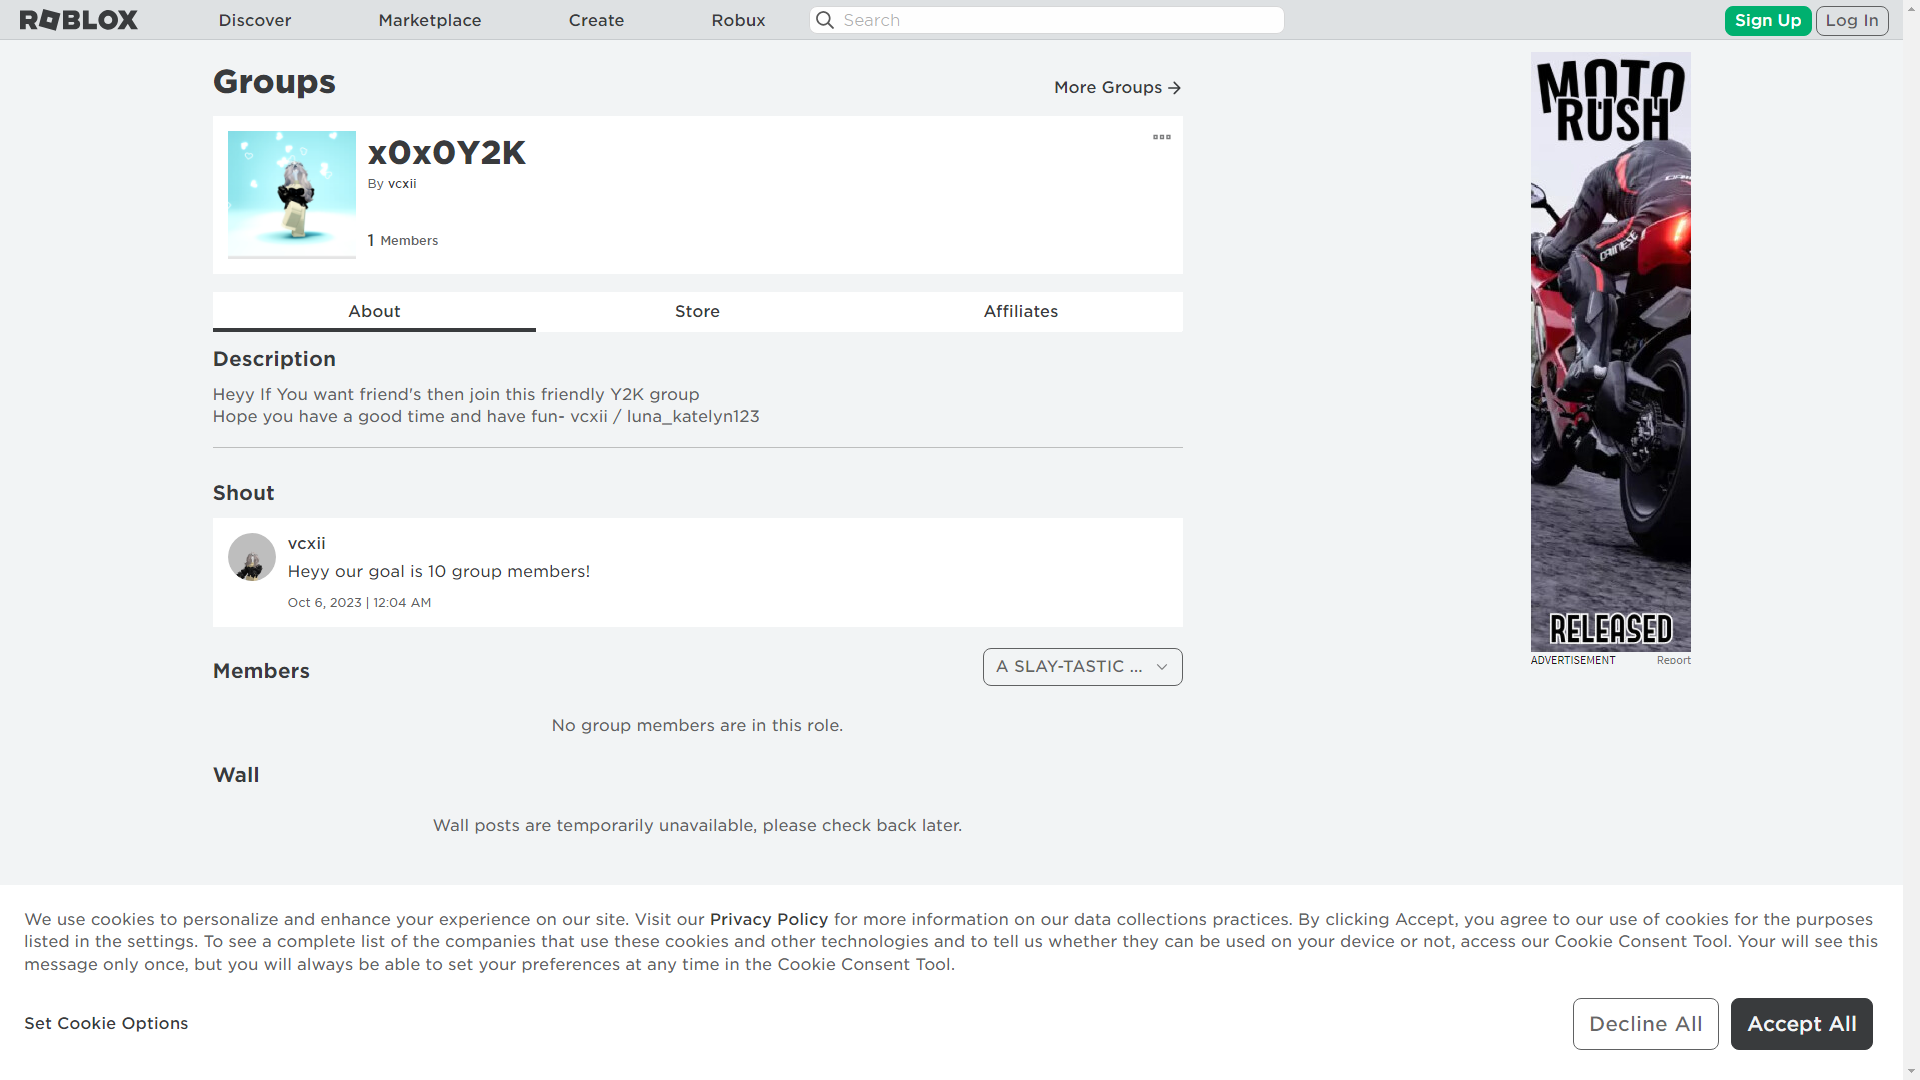 ROBLOX
Discover
Marketplace
Create
Robux
Search
Sign Up
Log In
Groups
More Groups
x0x0Y2K
By vcxii
1 Members
About
Store
Affiliates
Description
Heyy If You want friend's then join this friendly Y2K group
Hope you have a good time and have fun- vcxii / luna_katelyn123
Shout
vcxii
Heyy our goal is 10 group members!
Oct 6, 2023 | 12:04 AM
Members
A SLAY-TASTIC ...
No group members are in this role.
Wall
Wall posts are temporarily unavailable, please check back later.
MOTO
RUSH
DAINESE
RELEASED
ADVERTISEMENT
Report
We use cookies to personalize and enhance your experience on our site. Visit our Privacy Policy for more information on our data collections practices. By clicking Accept, you agree to our use of cookies for the purposes
listed in the settings. To see a complete list of the companies that use these cookies and other technologies and to tell us whether they can be used on your device or not, access our Cookie Consent Tool. Your will see this
message only once, but you will always be able to set your preferences at any time in the Cookie Consent Tool.
Set Cookie Options
Decline All
Accept All